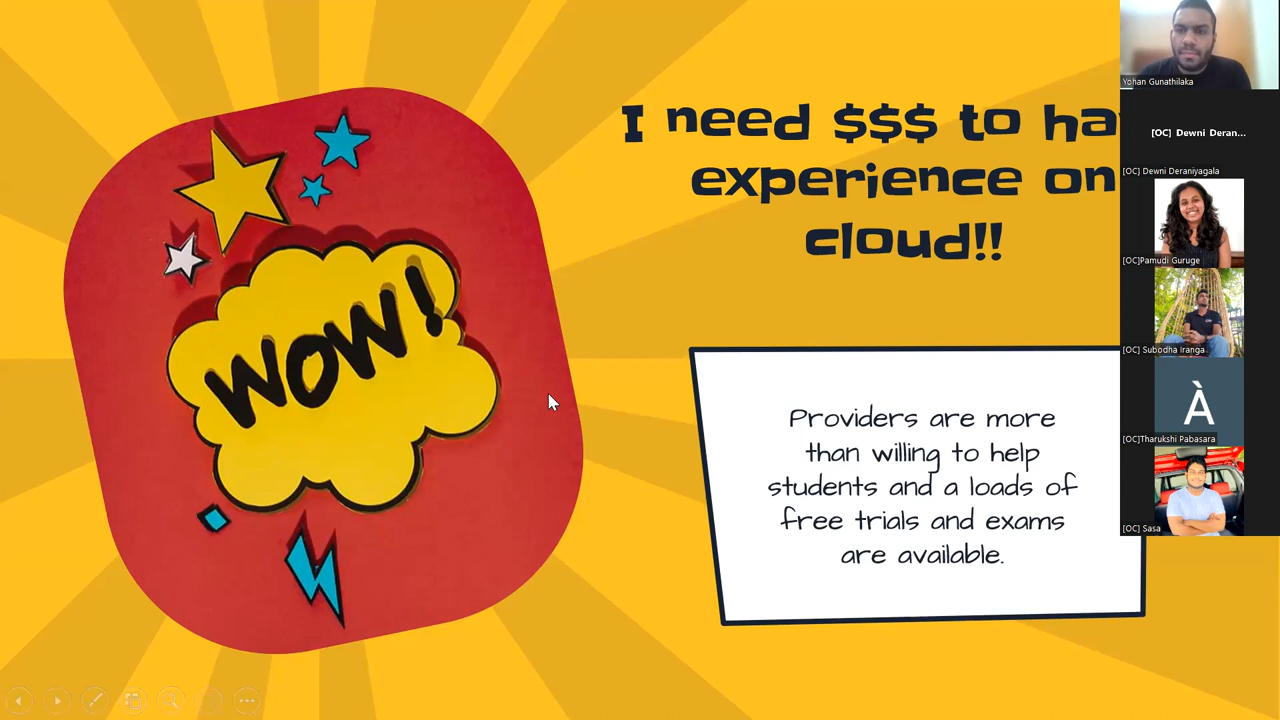 WOW!
I need $$$ to ha
experience on
cloud!!
Providers are more
than willing to help
students and a loads of
free trials and exams
are available.
Yohan Gunathilaka
[OC] Dewni Deran...
[OC] Dewni Deraniyagala
[OC]Pamudi Guruge
[OC] Subodha Iranga
À
[OC]Tharukshi Pabasara
[OC] Sasa